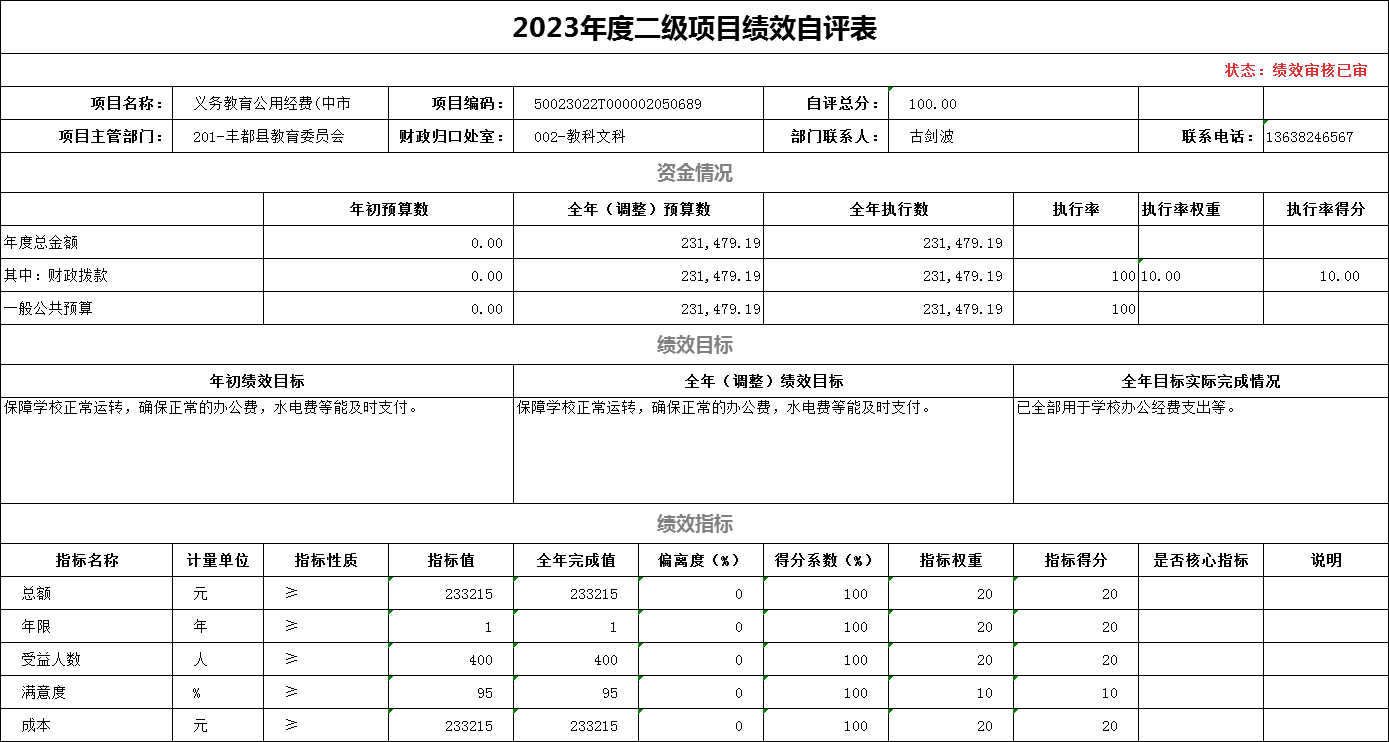 2023年度二级项目绩效自评表
状态：绩效审核已审
项目名称： 义务教育公用经费(中市 项目编码： 50023022T000002050689 自评总分： 100.00
项目主管部门： 201-丰都县教育委员会 财政归口处室： 002-教科文科 部门联系人： 古剑波 联系电话： 13638246567
资金情况
年初预算数 全年（调整）预算数 全年执行数 执行率 执行率权重 执行率得分
年度总金额 0.00 231,479.19 231,479.19
其中：财政拨款 0.00 231,479.19 231,479.19 100 10.00 10.00
一般公共预算 0.00 231,479.19 231,479.19 100
绩效目标
年初绩效目标 全年（调整）绩效目标 全年目标实际完成情况
保障学校正常运转，确保正常的办公费，水电费等能及时支付。 保障学校正常运转，确保正常的办公费，水电费等能及时支付。 已全部用于学校办公经费支出等。
绩效指标
指标名称 计量单位 指标性质 指标值 全年完成值 偏离度（%） 得分系数（%） 指标权重 指标得分 是否核心指标 说明
总额 元 ≥ 233215 233215 0 100 20 20
年限 年 ≥ 1 1 0 100 20 20
受益人数 人 ≥ 400 400 0 100 20 20
满意度 % ≥ 95 95 0 100 10 10
成本 元 ≥ 233215 233215 0 100 20 20